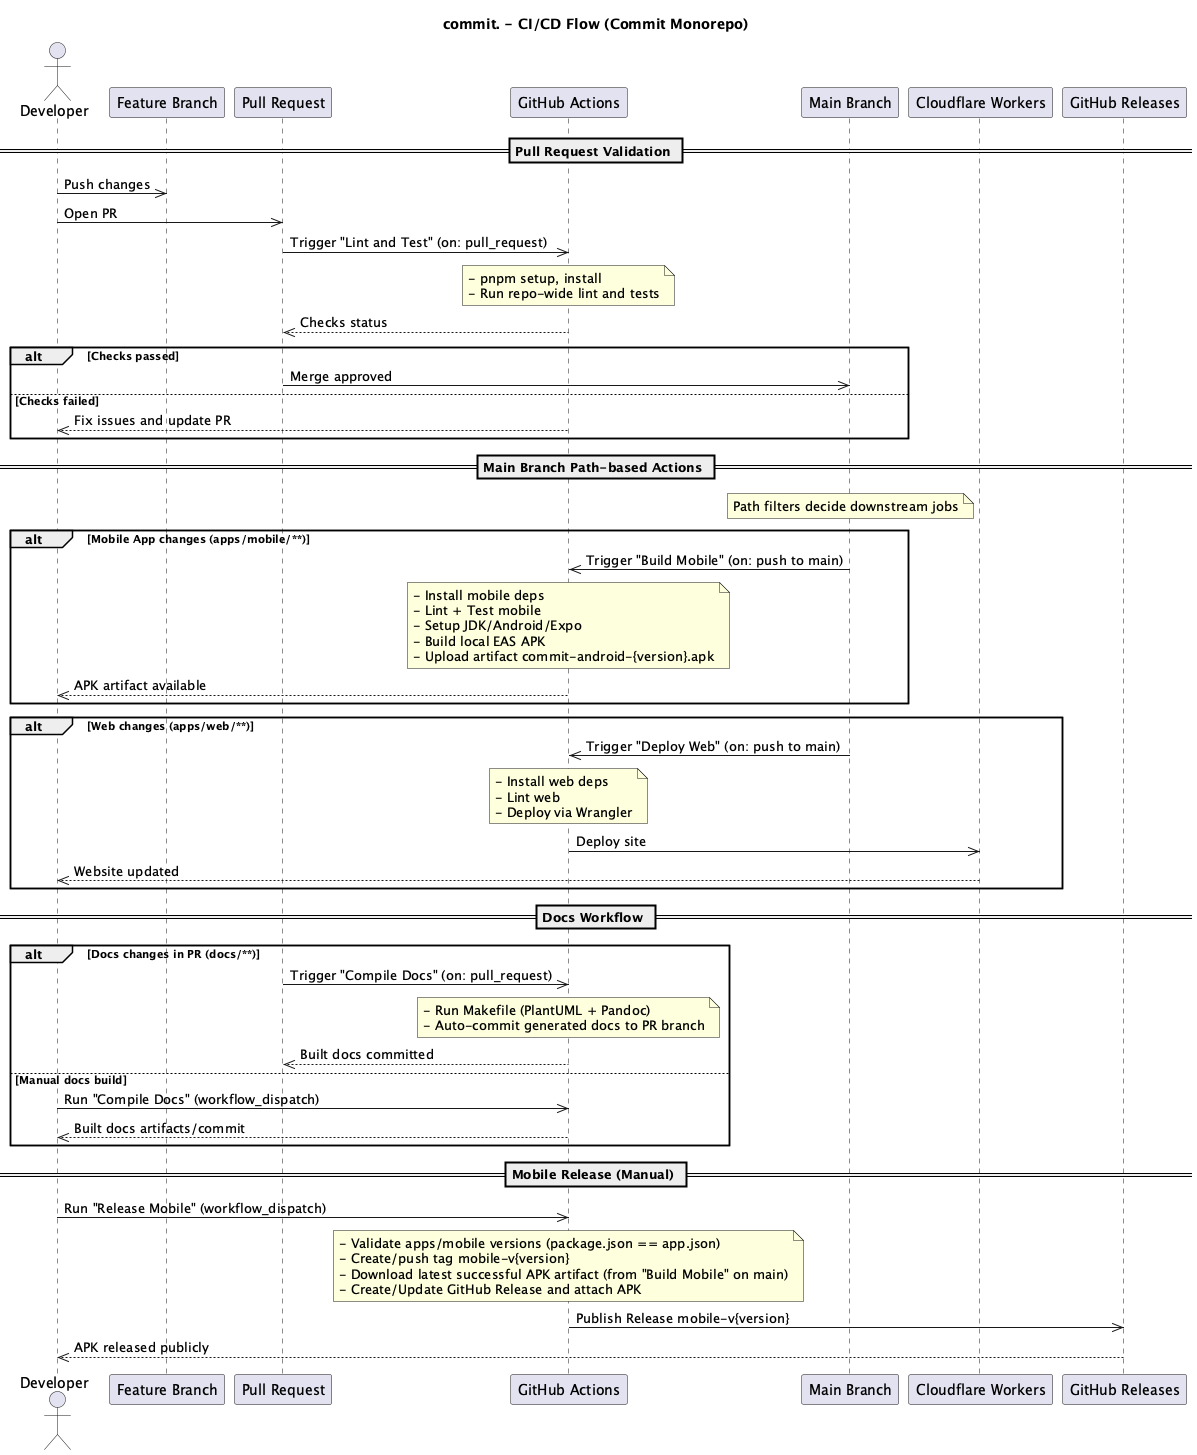 commit. - CI/CD Flow (Commit Monorepo)
Developer
Feature Branch
Pull Request
GitHub Actions
Main Branch
Cloudflare Workers
GitHub Releases
Pull Request Validation
Push changes
Open PR
Trigger "Lint and Test" (on: pull_request)
- pnpm setup, install
- Run repo-wide lint and tests
Checks status
alt
[Checks passed]
Merge approved
[Checks failed]
Fix issues and update PR
Main Branch Path-based Actions
Path filters decide downstream jobs
alt
[Mobile App changes (apps/mobile/**)]
Trigger "Build Mobile" (on: push to main)
- Install mobile deps
- Lint + Test mobile
- Setup JDK/Android/Expo
- Build local EAS APK
- Upload artifact commit-android-{version}.apk
APK artifact available
alt
[Web changes (apps/web/**)]
Trigger "Deploy Web" (on: push to main)
- Install web deps
- Lint web
- Deploy via Wrangler
Deploy site
Website updated
Docs Workflow
alt
[Docs changes in PR (docs/**)]
Trigger "Compile Docs" (on: pull_request)
- Run Makefile (PlantUML + Pandoc)
- Auto-commit generated docs to PR branch
Built docs committed
[Manual docs build]
Run "Compile Docs" (workflow_dispatch)
Built docs artifacts/commit
Mobile Release (Manual)
Run "Release Mobile" (workflow_dispatch)
- Validate apps/mobile versions (package.json == app.json)
- Create/push tag mobile-v{version}
- Download latest successful APK artifact (from "Build Mobile" on main)
- Create/Update GitHub Release and attach APK
Publish Release mobile-v{version}
APK released publicly
Developer
Feature Branch
Pull Request
GitHub Actions
Main Branch
Cloudflare Workers
GitHub Releases